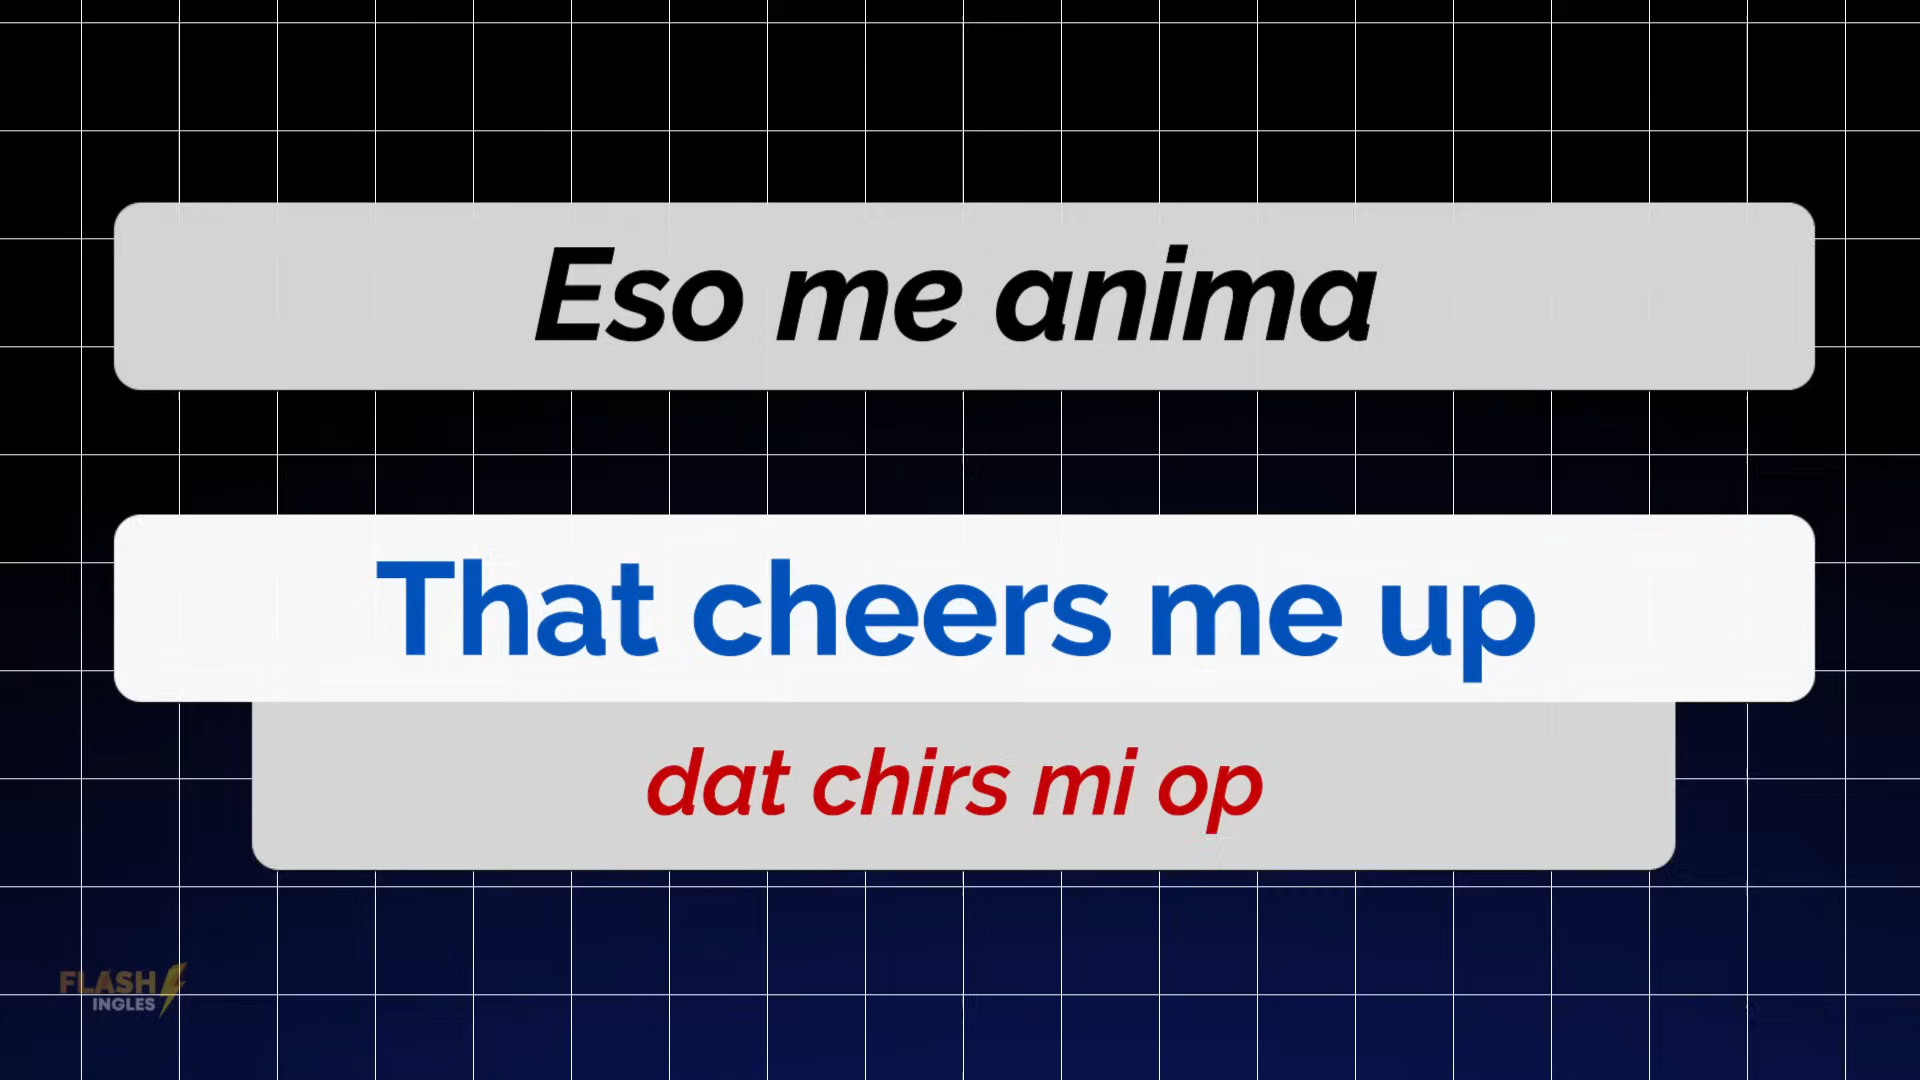 Eso me anima
That cheers me up
dat chirs mi op
FLASH
INGLES